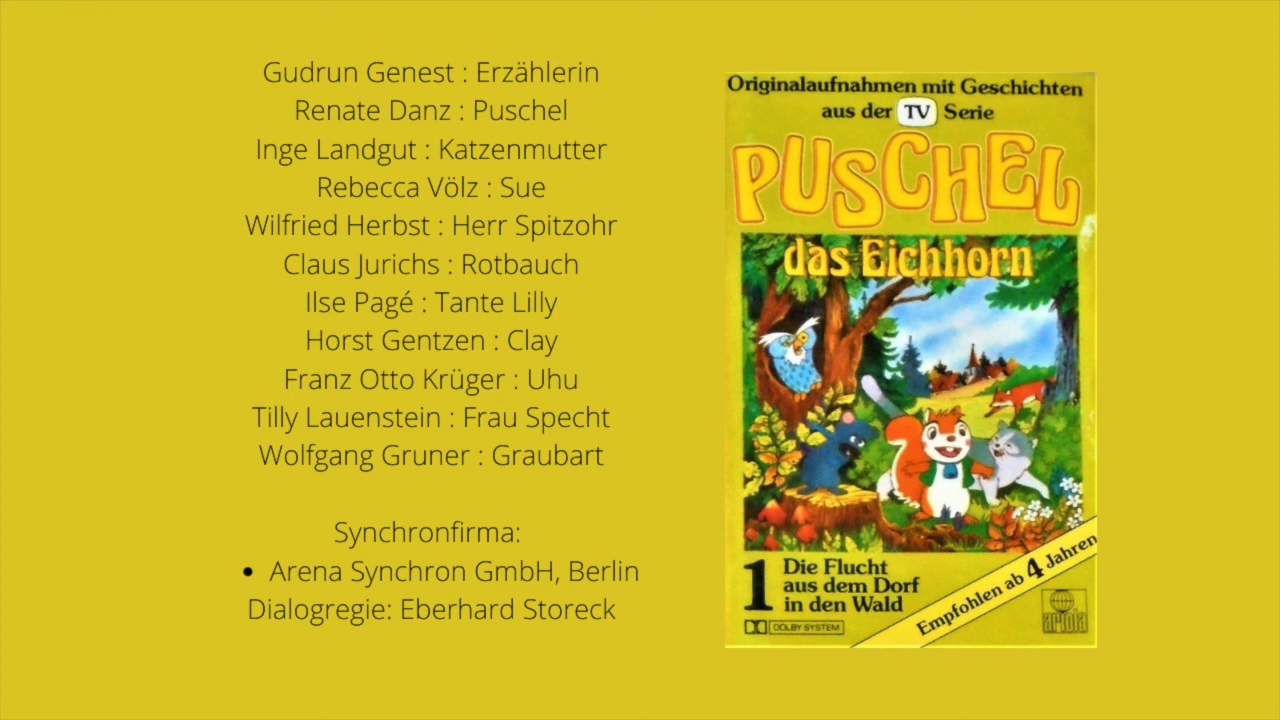 Gudrun Genest : Erzählerin
Renate Danz : Puschel
Inge Landgut : Katzenmutter
Rebecca Völz : Sue
Wilfried Herbst : Herr Spitzohr
Claus Jurichs : Rotbauch
Ilse Pagé : Tante Lilly
Horst Gentzen : Clay
Franz Otto Krüger : Uhu
Tilly Lauenstein : Frau Specht
Wolfgang Gruner : Graubart
Synchronfirma:
• Arena Synchron GmbH, Berlin
Dialogregie: Eberhard Storeck
Originalaufnahmen mit Geschichten
aus der TV Serie
PUSCHEL
das Eichhorn
1 Die Flucht
aus dem Dorf
in den Wald
DOLBY SYSTEM
Empfohlen ab 4 Jahren
ariola